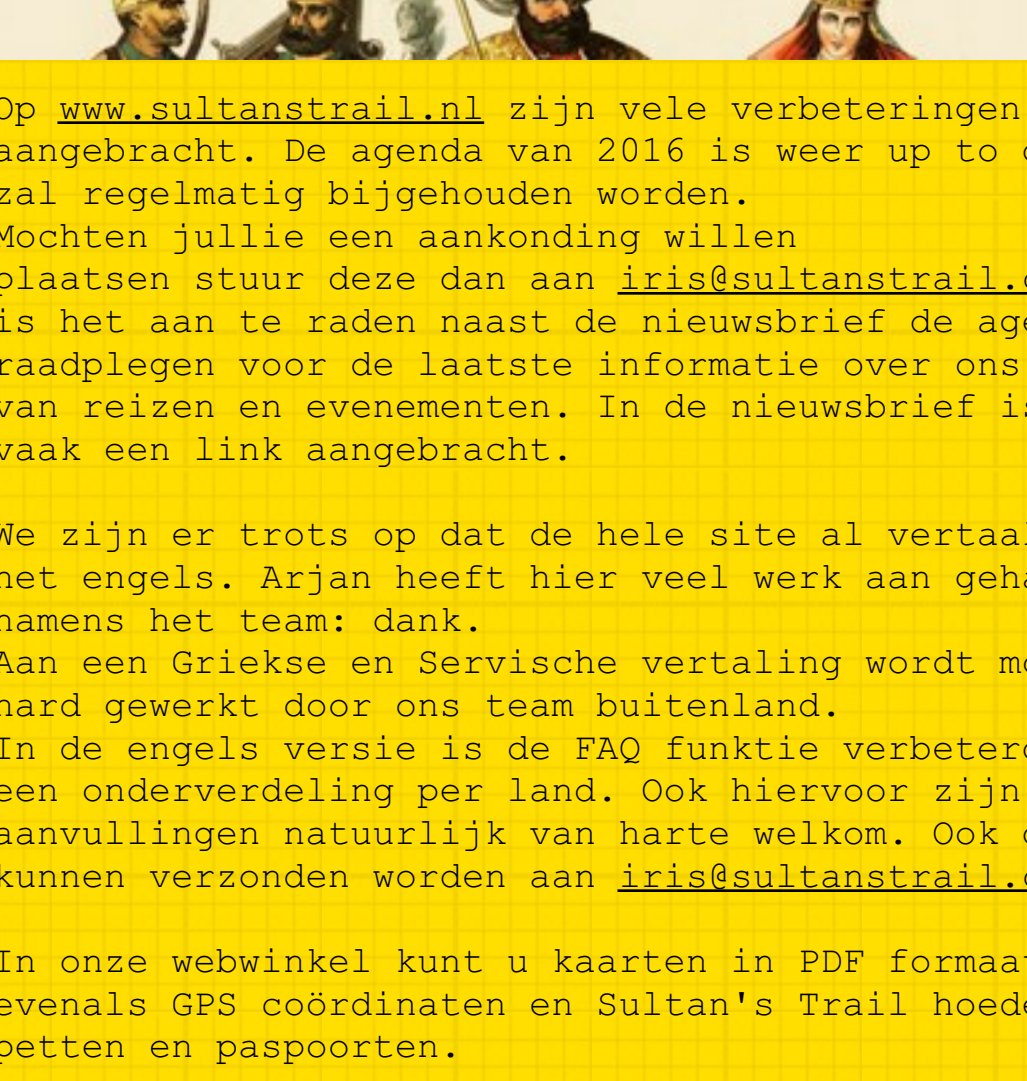 Op www.sultanstrail.nl zijn vele verbeteringen
aangebracht. De agenda van 2016 is weer up to
zal regelmatig bijgehouden worden.
Mochten jullie een aankonding willen
plaatsen stuur deze dan aan iris@sultanstrail.
is het aan te raden naast de nieuwsbrief de
raadplegen voor de laatste informatie over ons
van reizen en evenementen. In de nieuwsbrief is
vaak een link aangebracht.
We zijn er trots op dat de hele site al
het engels. Arjan heeft hier veel werk aan
namens het team: dank.
Aan een Griekse en Servische vertaling wordt
hard gewerkt door ons team buitenland.
In de engels versie is de FAQ funktie verbeterd
een onderverdeling per land. Ook hiervoor zijn
aanvullingen natuurlijk van harte welkom. Ook
kunnen verzonden worden aan iris@sultanstrail.
In onze webwinkel kunt u kaarten in PDF formaat
evenals GPS coördinaten en Sultan's Trail
petten en paspoorten.